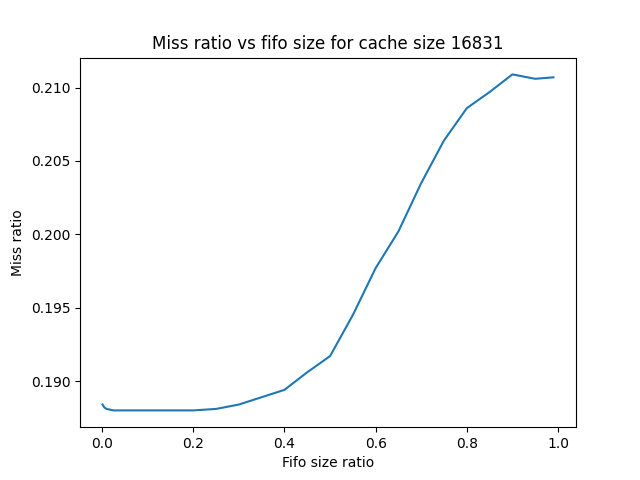 Miss ratio vs fifo size for cache size 16831
0.210
0.205
0.200
0.195
0.190
Miss ratio
0.0 0.2 0.4 0.6 0.8 1.0
Fifo size ratio